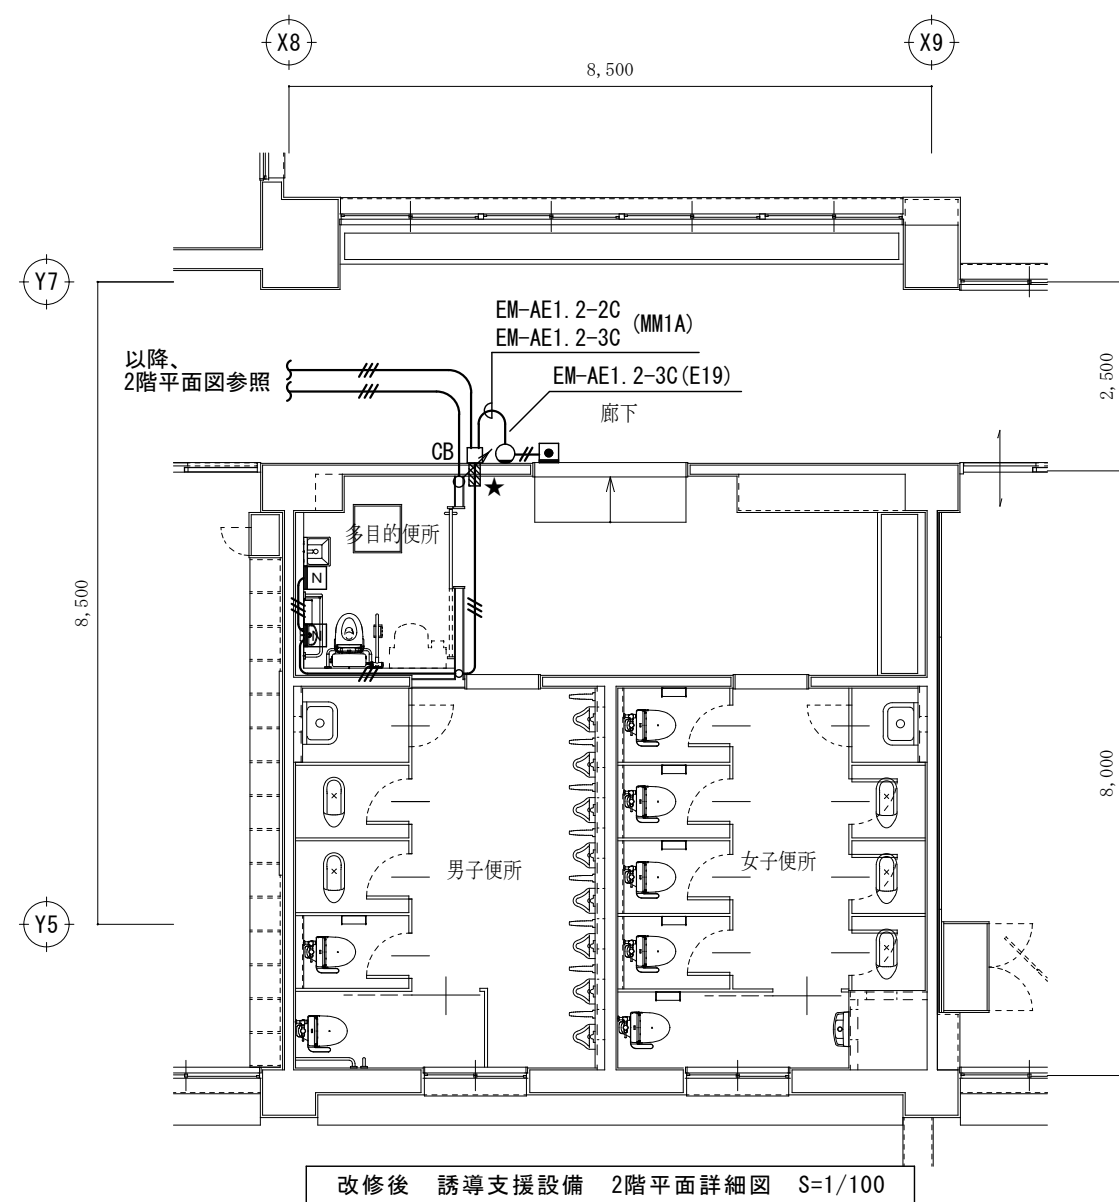 X8
X9
8,500
Y7
EM-AE1.2-2C
(MM1A)
EM-AE1.2-3C
以降、
2階平面図参照
EM-AE1.2-3C(E19)
2,500
廊下
CB
★
多目的便所
N
N
8,500
8,000
男子便所
女子便所
Y5
改修後 誘導支援設備 2階平面詳細図 S=1/100